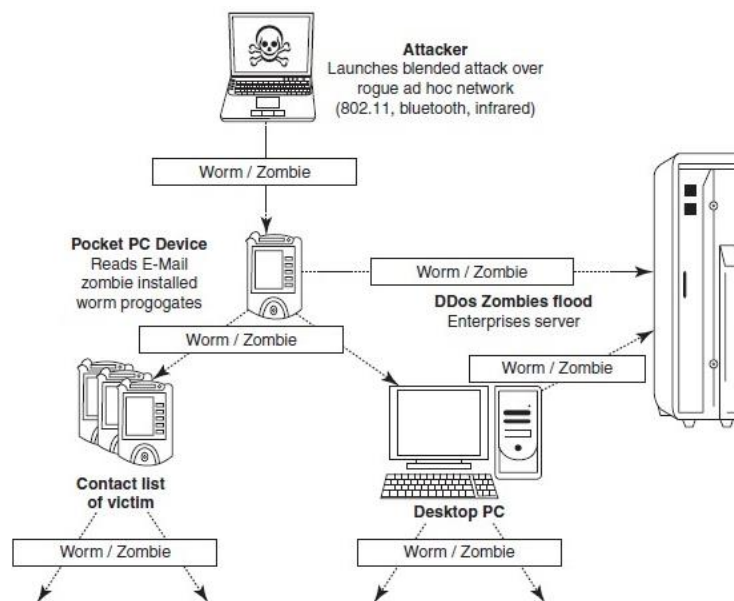 Attacker
Launches blended attack over
rogue ad hoc network
(802.11, bluetooth, infrared)
Worm / Zombie
Pocket PC Device
Reads E-Mail
zombie installed
worm progogates
Worm / Zombie
DDos Zombies flood
Enterprises server
Worm / Zombie
Worm / Zombie
Contact list
of victim
Desktop PC
Worm / Zombie
Worm / Zombie